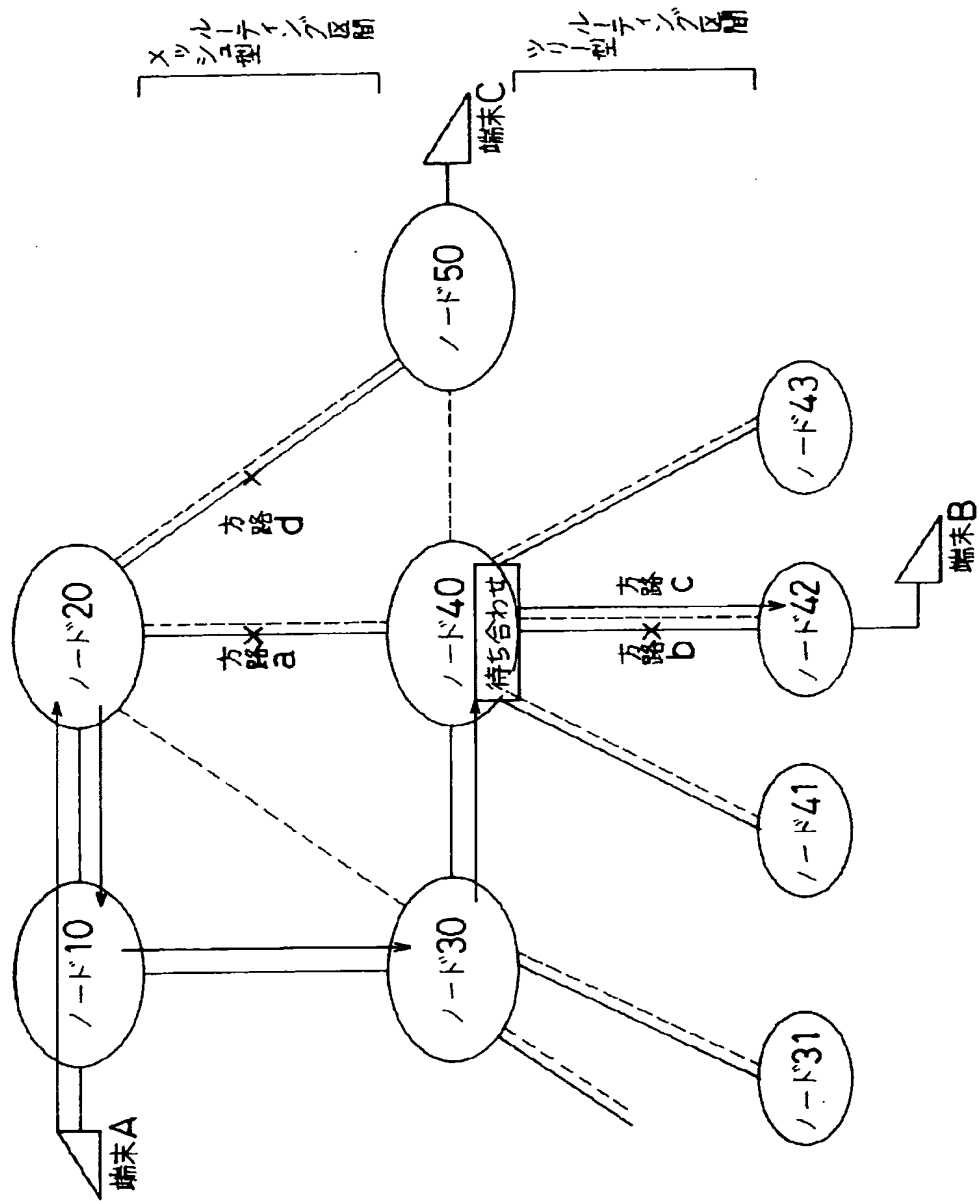 メッシュ型
ルーティング区間
ツリー型
ルーティング区間
端末A
ノード10
ノード20
方路a
方路d
ノード30
ノード40
待ち合わせ
ノード50
端末C
方路b
方路c
ノード31
ノード41
ノード42
ノード43
端末B